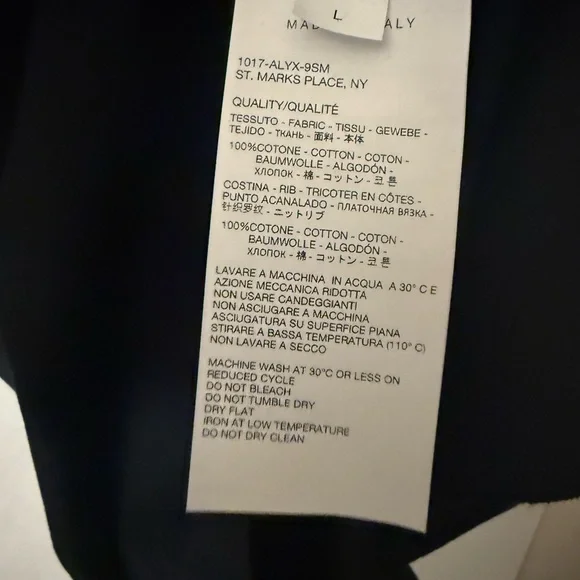 L
MAD ALY
1017-ALYX-9SM
ST. MARKS PLACE, NY
QUALITY/QUALITÉ
TESSUTO - FABRIC - TISSU - GEWEBE -
TEJIDO - ТКАНЬ - 面料 - 本体
100%COTONE - COTTON - COTON -
BAUMWOLLE - ALGODÓN -
ХЛОПОК - 棉 - コットン - 코 튼
COSTINA - RIB - TRICOTER EN CÔTES -
PUNTO ACANALADO - ПЛАТОЧНАЯ ВЯЗКА -
针织罗纹 - ニットリブ
100%COTONE - COTTON - COTON -
BAUMWOLLE - ALGODÓN -
ХЛОПОК - 棉 - コットン - 코 튼
LAVARE A MACCHINA IN ACQUA A 30° C E
AZIONE MECCANICA RIDOTTA
NON USARE CANDEGGIANTI
NON ASCIUGARE A MACCHINA
ASCIUGATURA SU SUPERFICE PIANA
STIRARE A BASSA TEMPERATURA (110° C)
NON LAVARE A SECCO
MACHINE WASH AT 30°C OR LESS ON
REDUCED CYCLE
DO NOT BLEACH
DO NOT TUMBLE DRY
DRY FLAT
IRON AT LOW TEMPERATURE
DO NOT DRY CLEAN